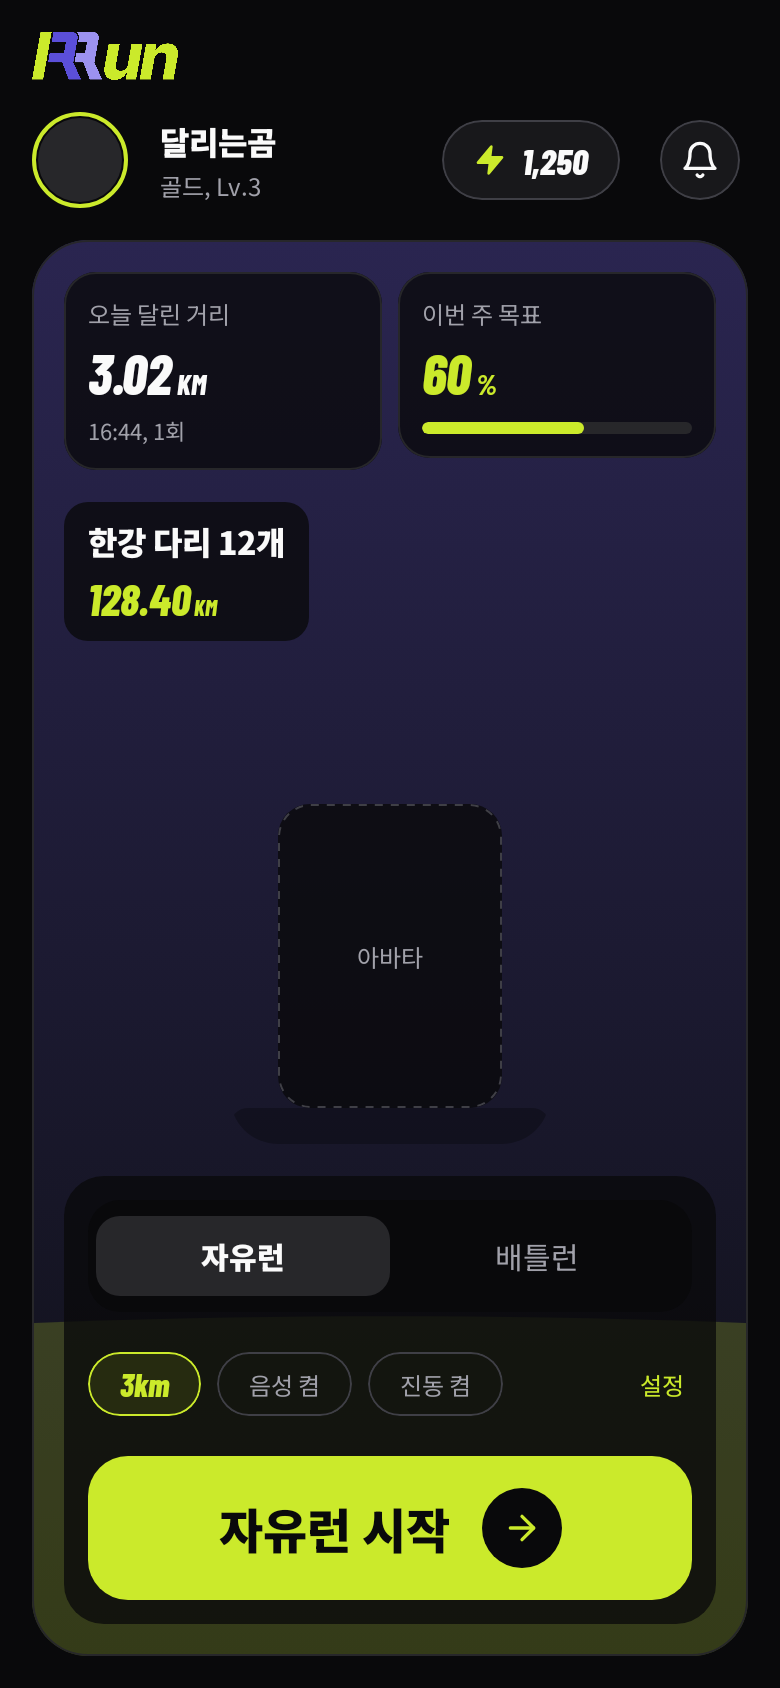 RRun
달리는곰
골드, Lv.3
1,250
오늘 달린 거리
3.02 KM
16:44, 1회
이번 주 목표
60 %
한강 다리 12개
128.40 KM
아바타
자유런
배틀런
3km
음성 켬
진동 켬
설정
자유런 시작